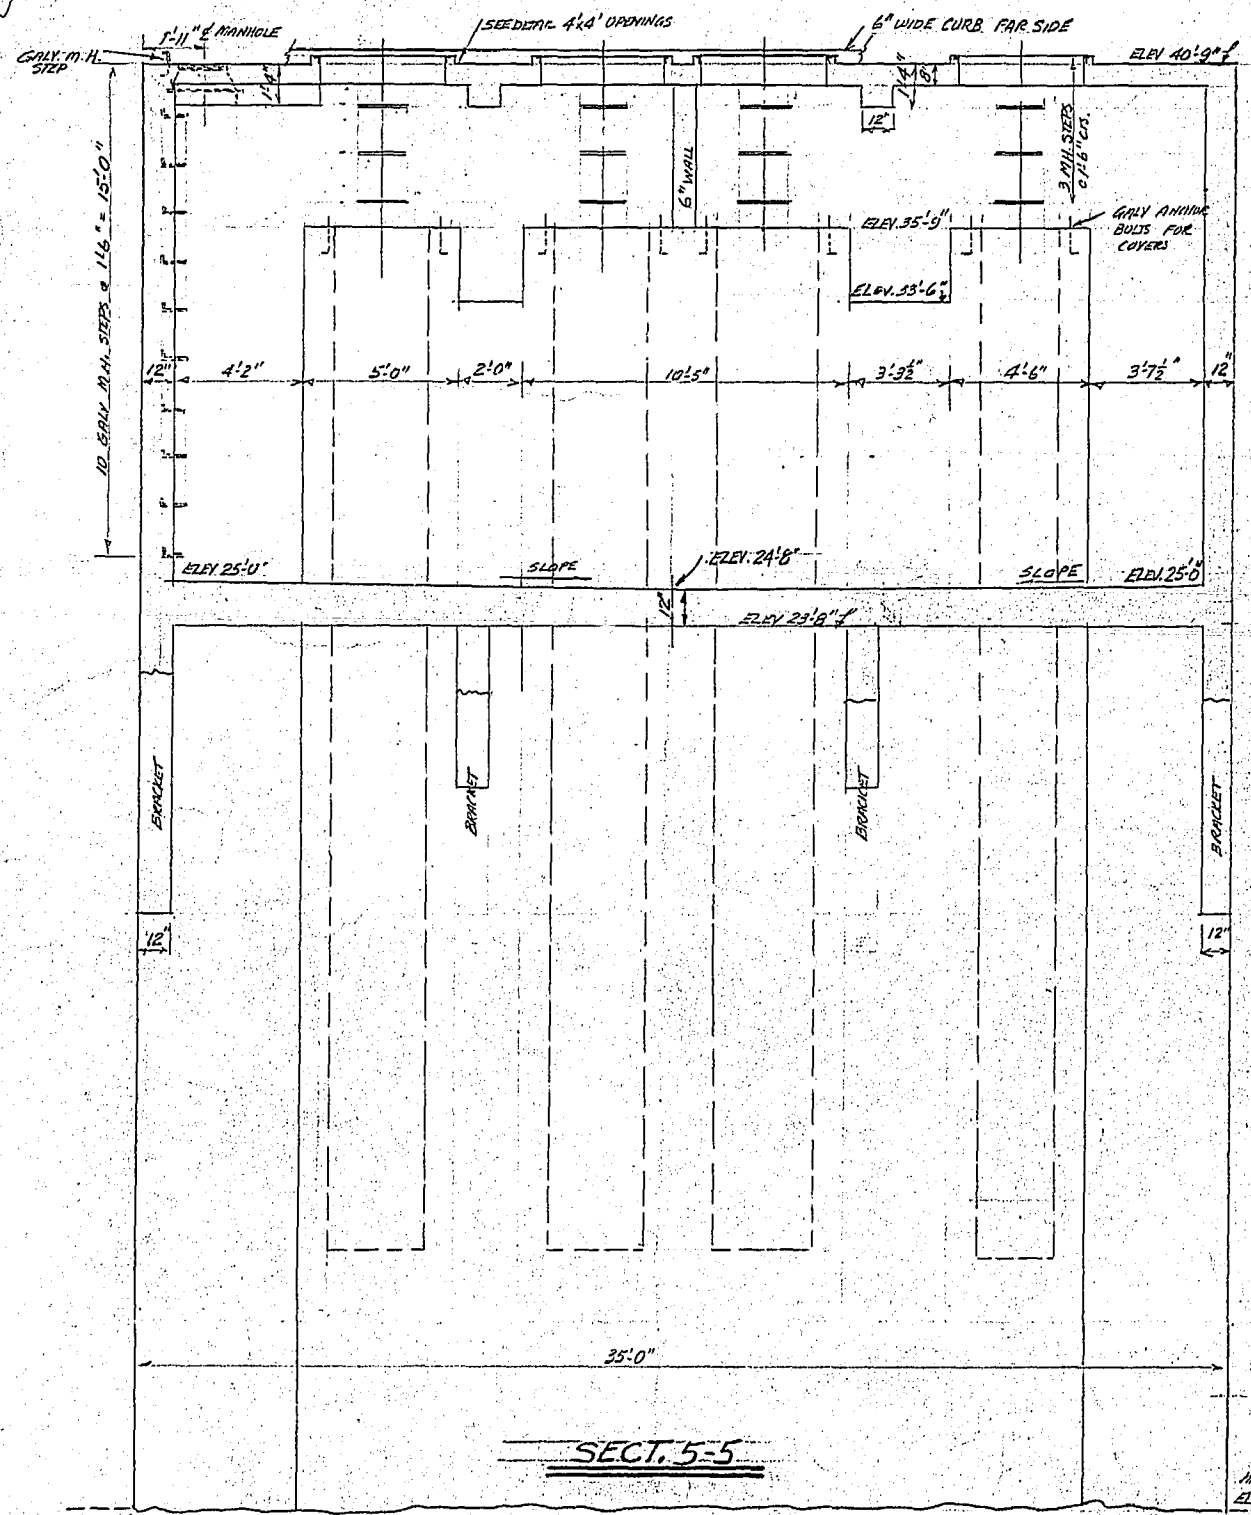 1'-11" ℄ MANHOLE
GALV. M.H.
STEP
SEE DETAIL 4'x4' OPENINGS
6" WIDE CURB FAR SIDE
ELEV 40'-9"
1'-4"
1'-4"
8"
12"
3 M.H. STEPS
@ 1'-6" CTS.
6" WALL
10 GALV M.H. STEPS @ 1'-6" = 15'-0"
ELEV. 35'-9"
GALV ANCHOR
BOLTS FOR
COVERS
ELEV. 33'-6"
12" 4'-2" 5'-0" 2'-0" 10'-5" 3'-3½" 4'-6" 3'-7½" 12"
ELEV. 25'-0"
SLOPE
ELEV. 24'-8"
SLOPE
ELEV. 25'-0"
12"
ELEV 23'-8"
BRACKET
BRACKET
BRACKET
BRACKET
12"
12"
35'-0"
SECT. 5-5